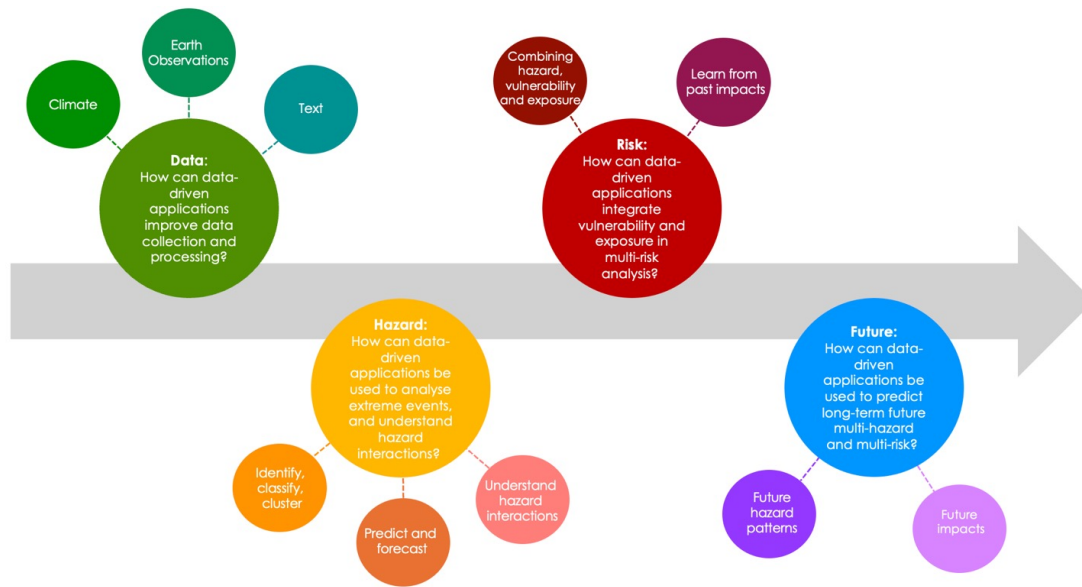 Climate
Earth
Observations
Text
Data:
How can data-
driven
applications
improve data
collection and
processing?
Hazard:
How can data-
driven
applications be
used to analyse
extreme events,
and understand
hazard
interactions?
Identify,
classify,
cluster
Predict and
forecast
Understand
hazard
interactions
Combining
hazard,
vulnerability
and exposure
Learn from
past impacts
Risk:
How can data-
driven
applications
integrate
vulnerability and
exposure in
multi-risk
analysis?
Future:
How can data-
driven
applications be
used to predict
long-term future
multi-hazard
and multi-risk?
Future
hazard
patterns
Future
impacts